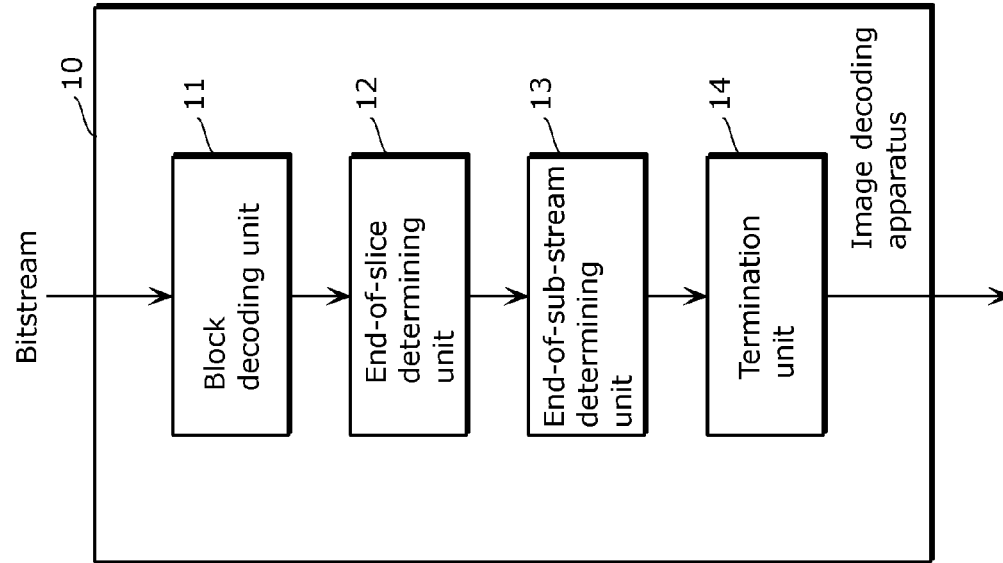 Bitstream
10
11
Block
decoding unit
12
End-of-slice
determining
unit
13
End-of-sub-stream
determining
unit
14
Termination
unit
Image decoding
apparatus